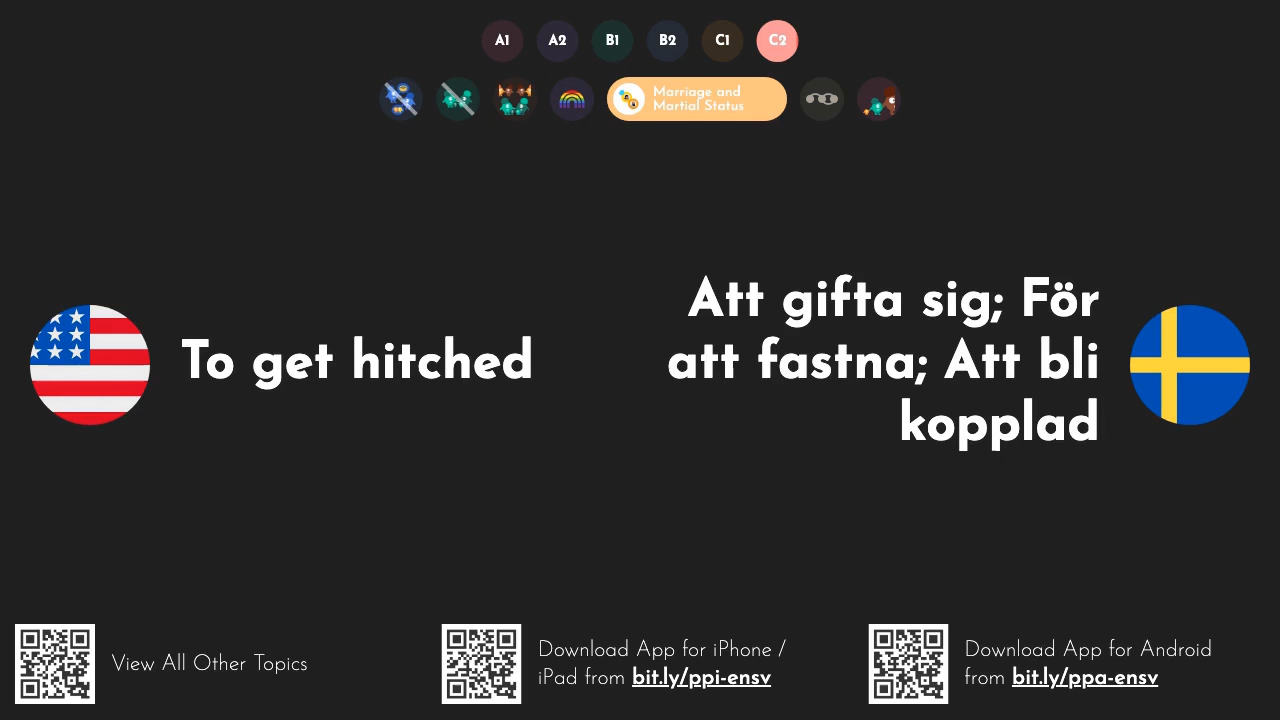 A1 A2 B1 B2 C1 C2
Marriage and
Martial Status
To get hitched
Att gifta sig; För
att fastna; Att bli
kopplad
View All Other Topics
Download App for iPhone /
iPad from bit.ly/ppi-ensv
Download App for Android
from bit.ly/ppa-ensv